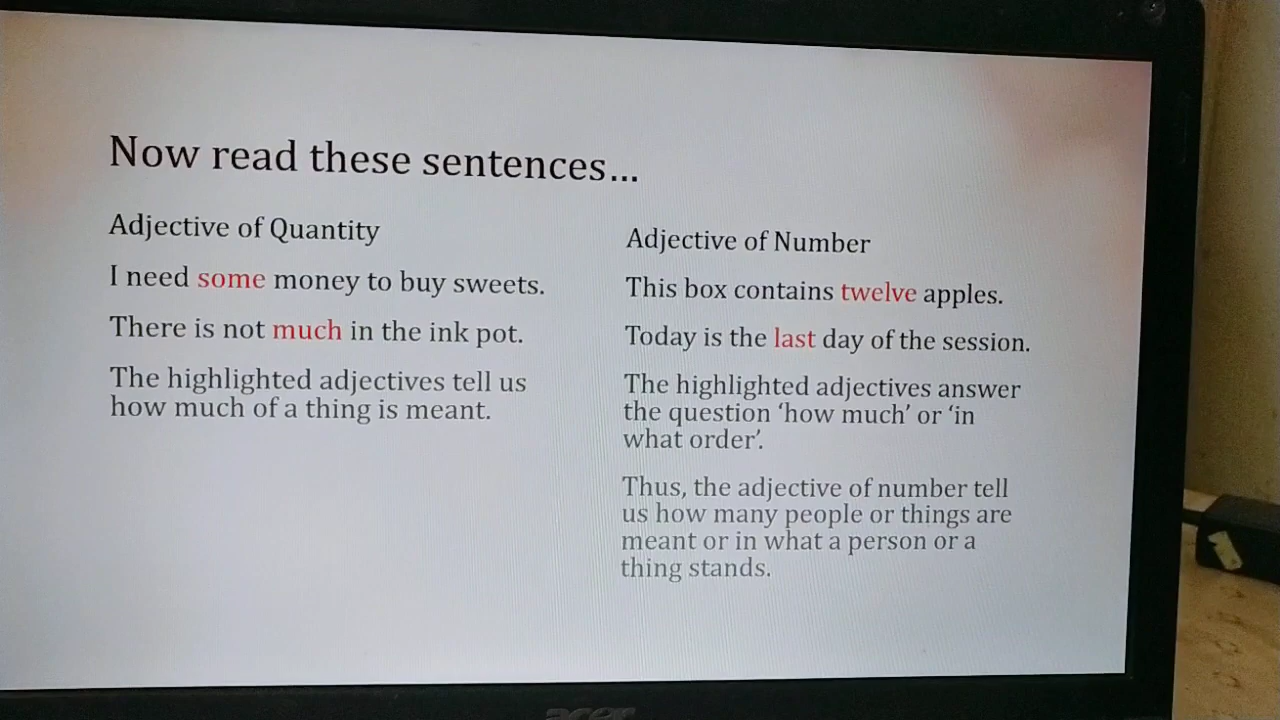 Now read these sentences…
Adjective of Quantity
I need some money to buy sweets.
There is not much in the ink pot.
The highlighted adjectives tell us
how much of a thing is meant.
Adjective of Number
This box contains twelve apples.
Today is the last day of the session.
The highlighted adjectives answer
the question ‘how much’ or ‘in
what order’.
Thus, the adjective of number tell
us how many people or things are
meant or in what a person or a
thing stands.
acer